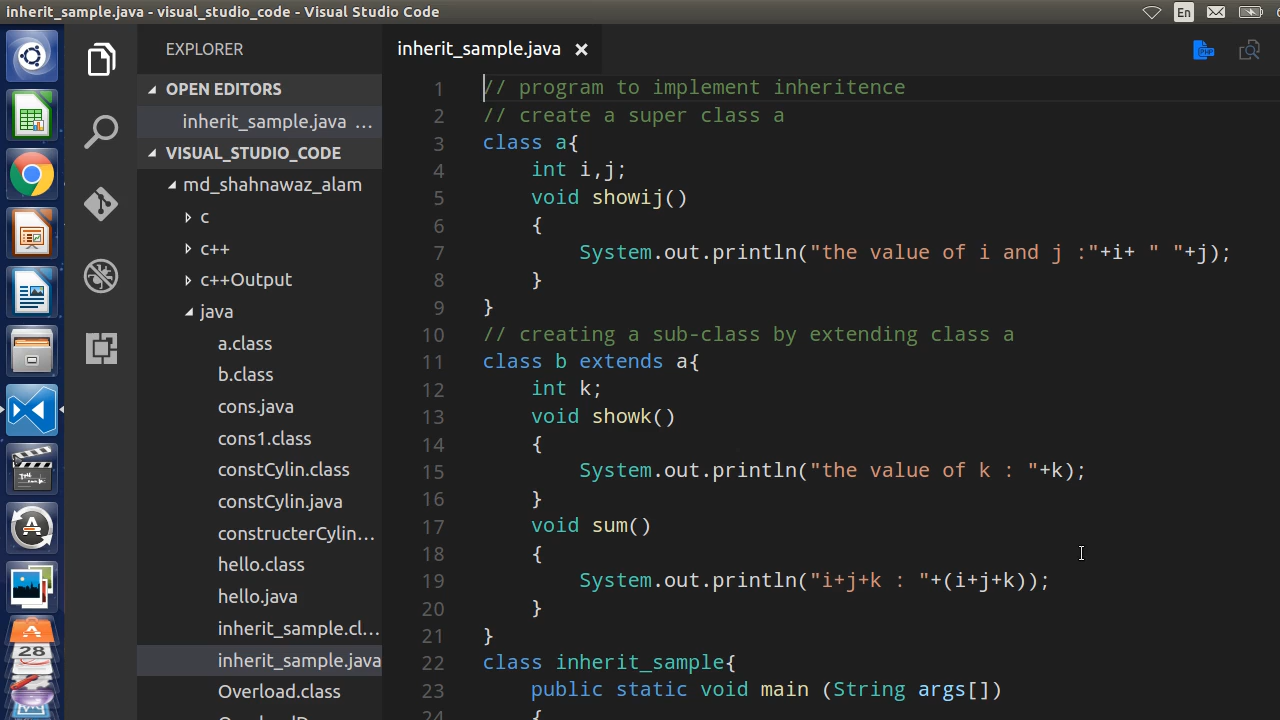 inherit_sample.java - visual_studio_code - Visual Studio Code
En
EXPLORER
OPEN EDITORS
inherit_sample.java ...
VISUAL_STUDIO_CODE
md_shahnawaz_alam
c
c++
c++Output
java
a.class
b.class
cons.java
cons1.class
constCylin.class
constCylin.java
constructerCylin...
hello.class
hello.java
inherit_sample.cl...
inherit_sample.java
Overload.class
28
inherit_sample.java
PHP
1 // program to implement inheritence
2 // create a super class a
3 class a{
4 int i,j;
5 void showij()
6 {
7 System.out.println("the value of i and j :"+i+ " "+j);
8 }
9 }
10 // creating a sub-class by extending class a
11 class b extends a{
12 int k;
13 void showk()
14 {
15 System.out.println("the value of k : "+k);
16 }
17 void sum()
18 {
19 System.out.println("i+j+k : "+(i+j+k));
20 }
21 }
22 class inherit_sample{
23 public static void main (String args[])
24 {